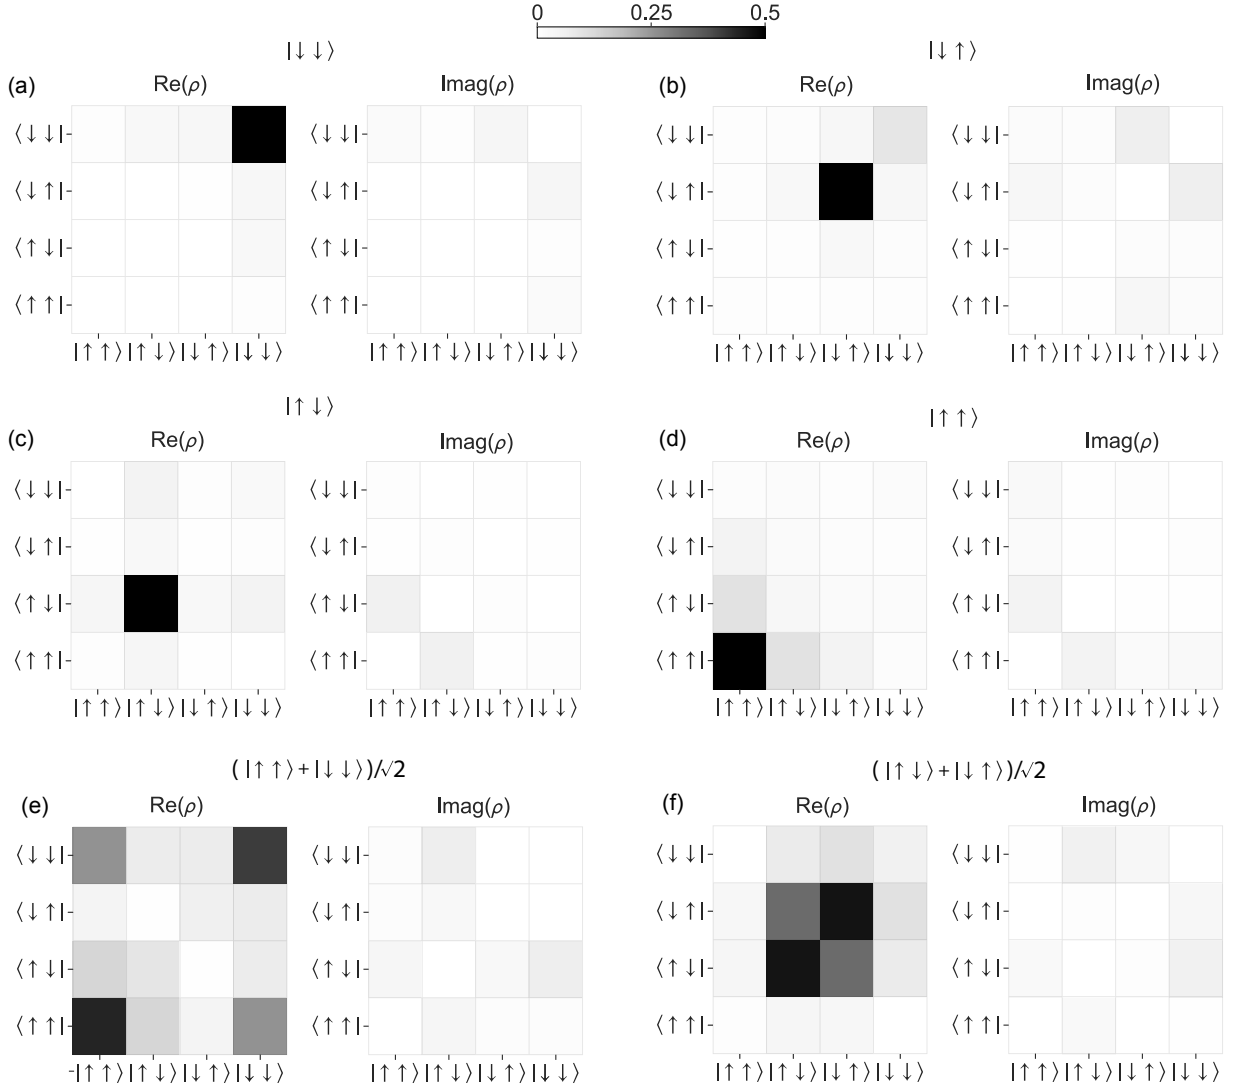 0 0.25 0.5
|↓ ↓⟩ |↓ ↑⟩
(a) Re(ρ) Imag(ρ) (b) Re(ρ) Imag(ρ)
⟨↓ ↓| ⟨↓ ↓| ⟨↓ ↓| ⟨↓ ↓|
⟨↓ ↑| ⟨↓ ↑| ⟨↓ ↑| ⟨↓ ↑|
⟨↑ ↓| ⟨↑ ↓| ⟨↑ ↓| ⟨↑ ↓|
⟨↑ ↑| ⟨↑ ↑| ⟨↑ ↑| ⟨↑ ↑|
|↑ ↑⟩ |↑ ↓⟩ |↓ ↑⟩ |↓ ↓⟩ |↑ ↑⟩ |↑ ↓⟩ |↓ ↑⟩ |↓ ↓⟩ |↑ ↑⟩ |↑ ↓⟩ |↓ ↑⟩ |↓ ↓⟩ |↑ ↑⟩ |↑ ↓⟩ |↓ ↑⟩ |↓ ↓⟩
|↑ ↓⟩ |↑ ↑⟩
(c) Re(ρ) Imag(ρ) (d) Re(ρ) Imag(ρ)
⟨↓ ↓| ⟨↓ ↓| ⟨↓ ↓| ⟨↓ ↓|
⟨↓ ↑| ⟨↓ ↑| ⟨↓ ↑| ⟨↓ ↑|
⟨↑ ↓| ⟨↑ ↓| ⟨↑ ↓| ⟨↑ ↓|
⟨↑ ↑| ⟨↑ ↑| ⟨↑ ↑| ⟨↑ ↑|
|↑ ↑⟩ |↑ ↓⟩ |↓ ↑⟩ |↓ ↓⟩ |↑ ↑⟩ |↑ ↓⟩ |↓ ↑⟩ |↓ ↓⟩ |↑ ↑⟩ |↑ ↓⟩ |↓ ↑⟩ |↓ ↓⟩ |↑ ↑⟩ |↑ ↓⟩ |↓ ↑⟩ |↓ ↓⟩
(|↑ ↑⟩+|↓ ↓⟩)/√2 (|↑ ↓⟩+|↓ ↑⟩)/√2
(e) Re(ρ) Imag(ρ) (f) Re(ρ) Imag(ρ)
⟨↓ ↓| ⟨↓ ↓| ⟨↓ ↓| ⟨↓ ↓|
⟨↓ ↑| ⟨↓ ↑| ⟨↓ ↑| ⟨↓ ↑|
⟨↑ ↓| ⟨↑ ↓| ⟨↑ ↓| ⟨↑ ↓|
⟨↑ ↑| ⟨↑ ↑| ⟨↑ ↑| ⟨↑ ↑|
|↑ ↑⟩ |↑ ↓⟩ |↓ ↑⟩ |↓ ↓⟩ |↑ ↑⟩ |↑ ↓⟩ |↓ ↑⟩ |↓ ↓⟩ |↑ ↑⟩ |↑ ↓⟩ |↓ ↑⟩ |↓ ↓⟩ |↑ ↑⟩ |↑ ↓⟩ |↓ ↑⟩ |↓ ↓⟩